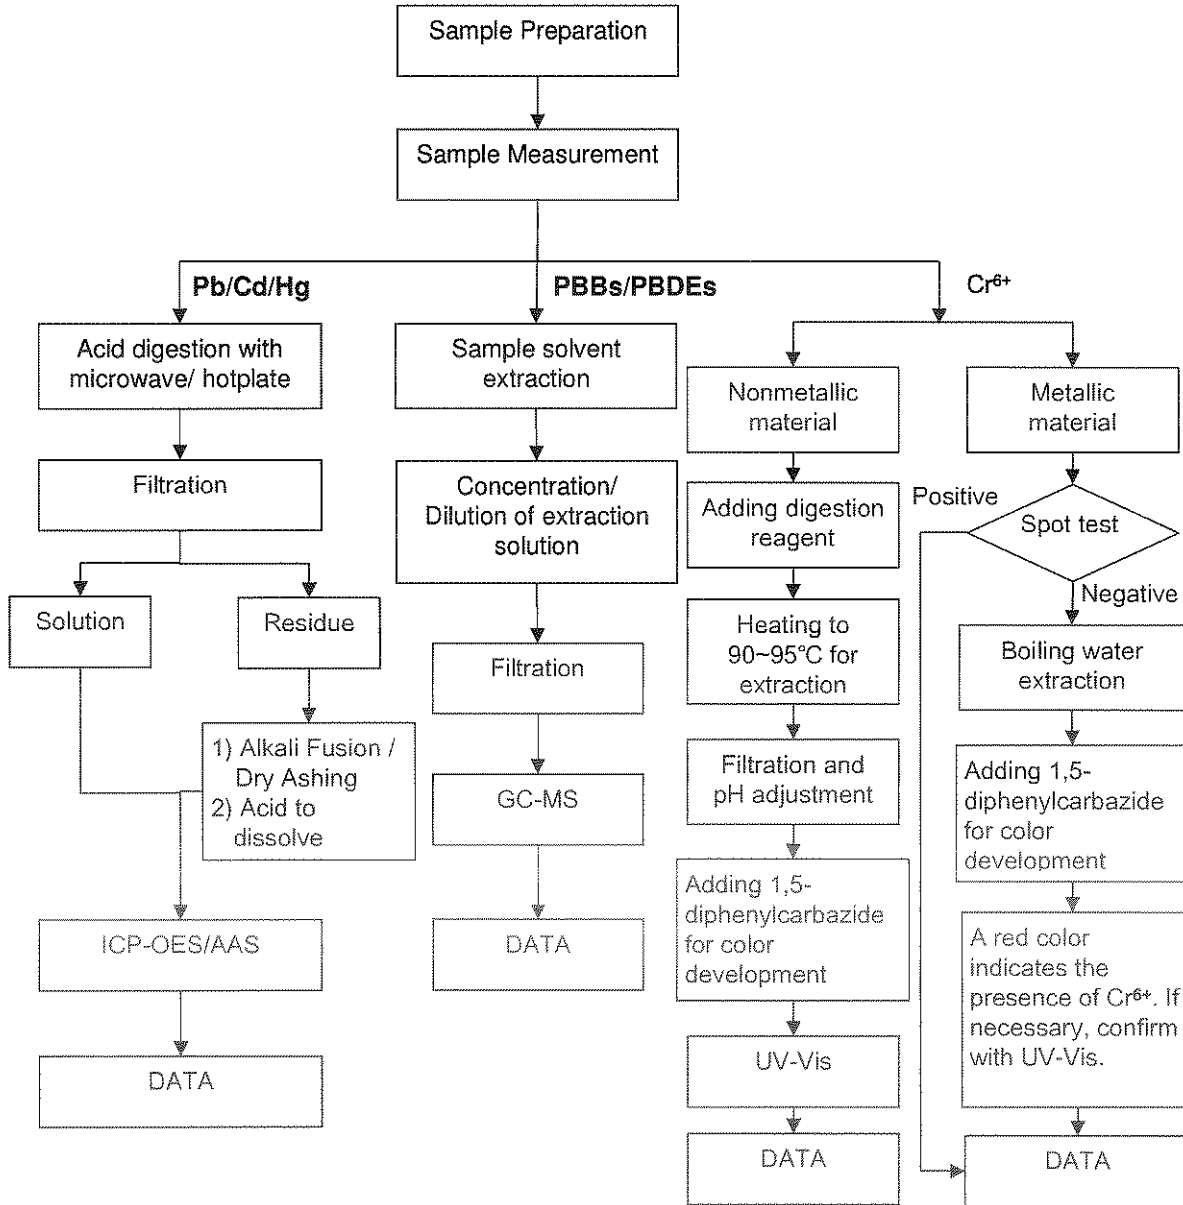 Sample Preparation
Sample Measurement
Pb/Cd/Hg
PBBs/PBDEs
Cr⁶⁺
Acid digestion with
microwave/ hotplate
Filtration
Solution
Residue
1) Alkali Fusion /
Dry Ashing
2) Acid to
dissolve
ICP-OES/AAS
DATA
Sample solvent
extraction
Concentration/
Dilution of extraction
solution
Filtration
GC-MS
DATA
Nonmetallic
material
Adding digestion
reagent
Heating to
90~95°C for
extraction
Filtration and
pH adjustment
Adding 1,5-
diphenylcarbazide
for color
development
UV-Vis
DATA
Metallic
material
Positive
Spot test
Negative
Boiling water
extraction
Adding 1,5-
diphenylcarbazide
for color
development
A red color
indicates the
presence of Cr⁶⁺. If
necessary, confirm
with UV-Vis.
DATA